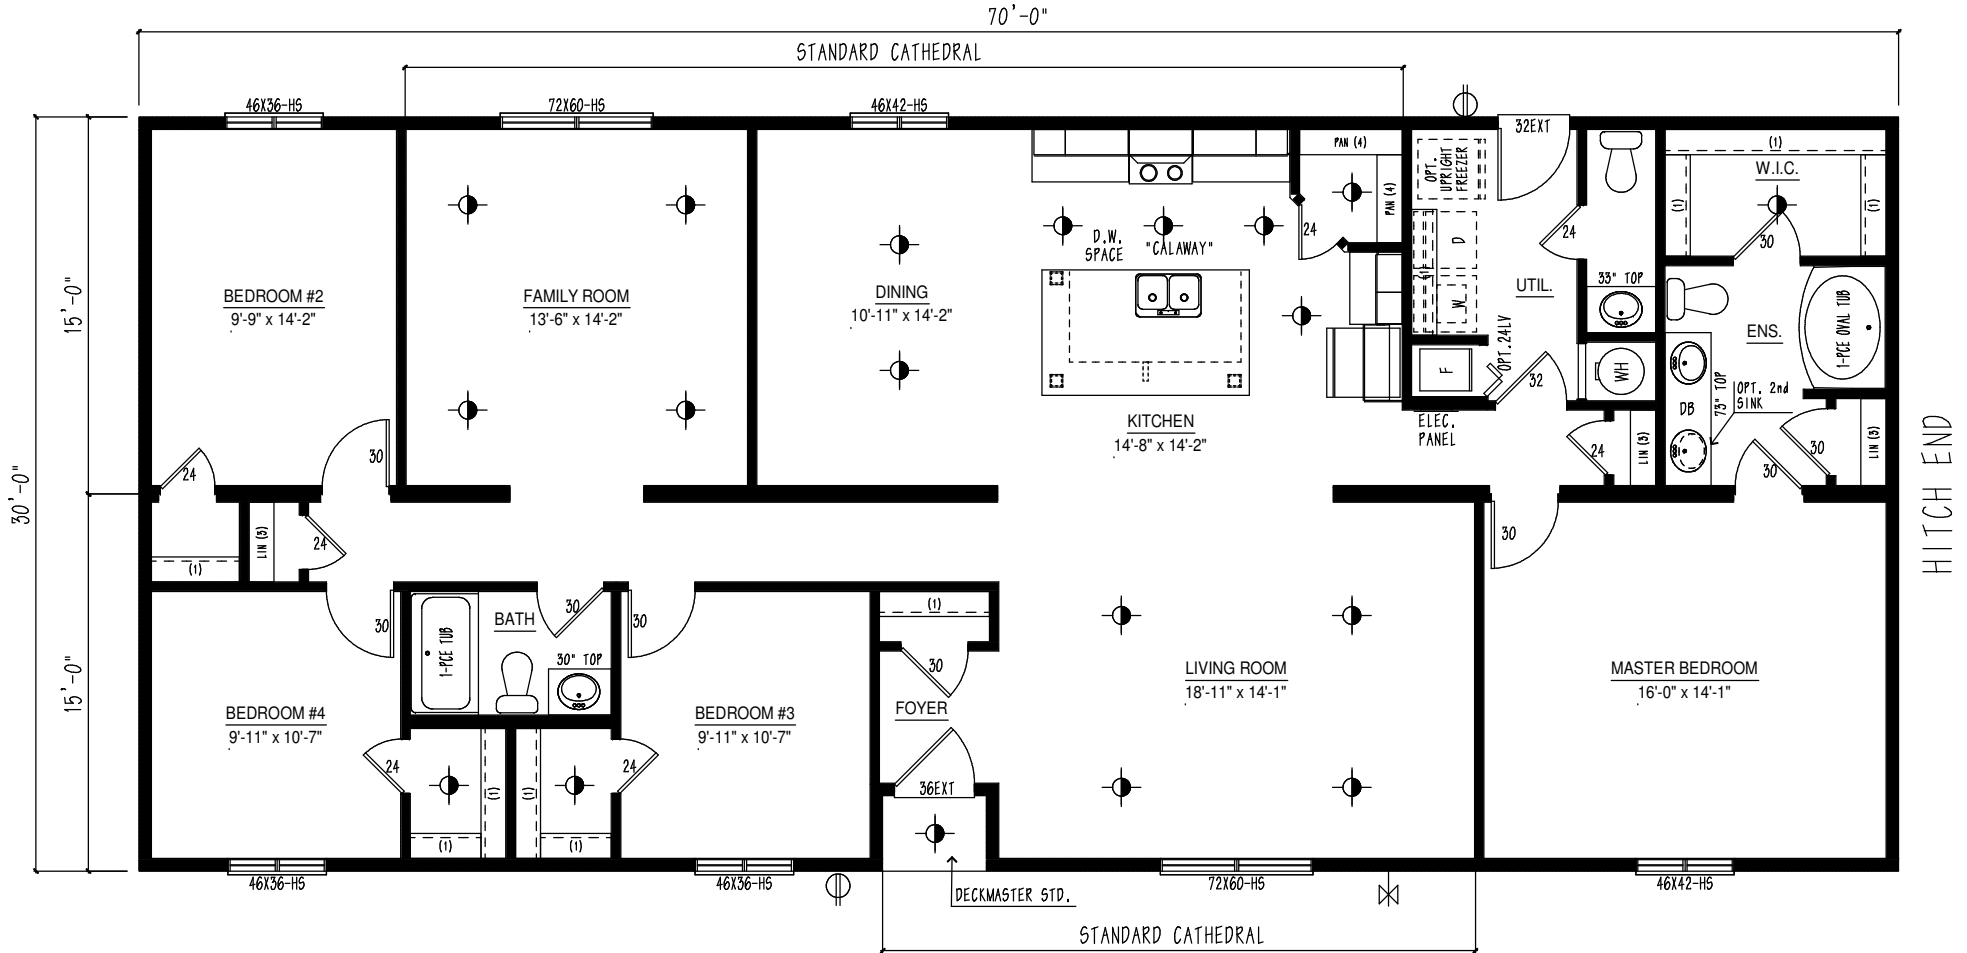 70'-0"
STANDARD CATHEDRAL
46X36-HS
72X60-HS
46X42-HS
32EXT
PAN (4)
PAN (4)
OPT.
UPRIGHT
FREEZER
(1)
W.I.C.
(1)
(1)
30
24
24
D.W.
SPACE
"CALAWAY"
D
(1)
W
UTIL.
33" TOP
15'-0"
BEDROOM #2
9'-9" x 14'-2"
FAMILY ROOM
13'-6" x 14'-2"
DINING
10'-11" x 14'-2"
ENS.
1-PCE OVAL TUB
OPT.24LV
F
32
WH
KITCHEN
14'-8" x 14'-2"
ELEC.
PANEL
DB
73" TOP
OPT. 2nd
SINK
24
LIN (3)
30
30
LIN (3)
HITCH END
30'-0"
24
30
LIN (3)
24
(1)
30
15'-0"
30
1-PCE TUB
BATH
30
30" TOP
30
(1)
30
FOYER
36EXT
LIVING ROOM
18'-11" x 14'-1"
MASTER BEDROOM
16'-0" x 14'-1"
BEDROOM #4
9'-11" x 10'-7"
BEDROOM #3
9'-11" x 10'-7"
24
(1)
(1)
(1)
(1)
24
46X36-HS
46X36-HS
DECKMASTER STD.
72X60-HS
46X42-HS
STANDARD CATHEDRAL